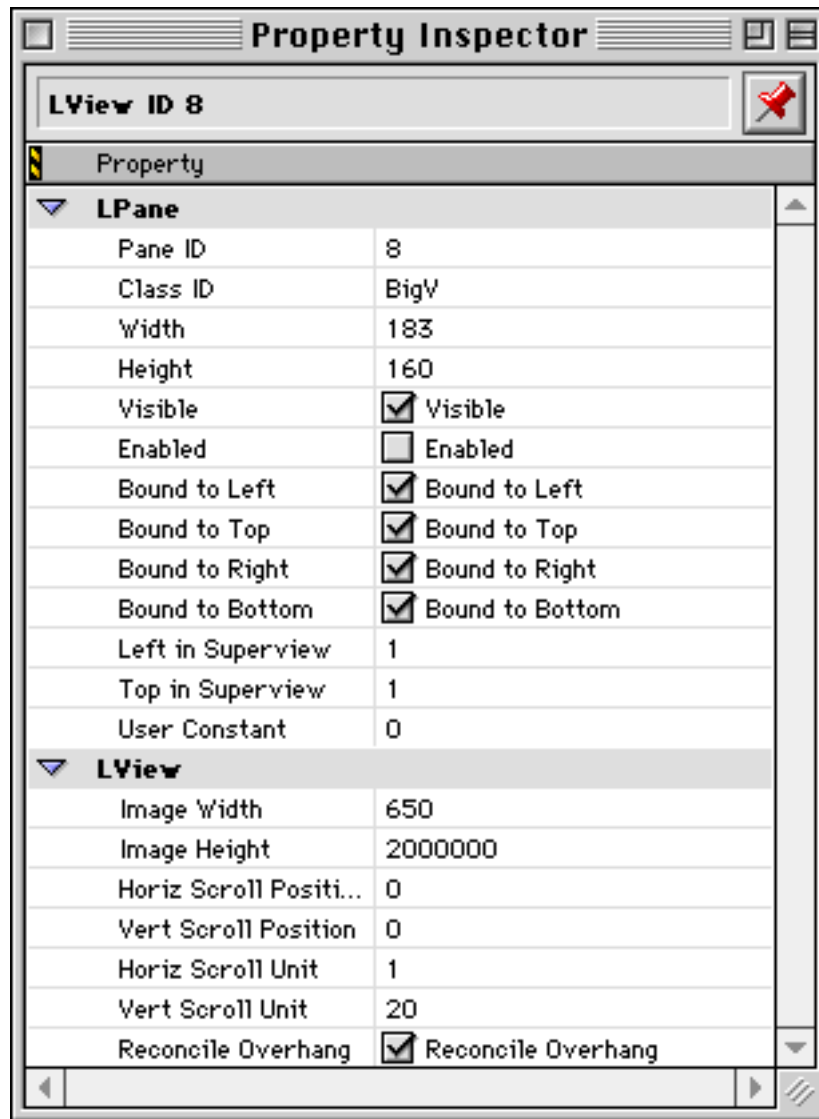 Property Inspector
LView ID 8
Property
LPane
Pane ID 8
Class ID BigV
Width 183
Height 160
Visible Visible
Enabled Enabled
Bound to Left Bound to Left
Bound to Top Bound to Top
Bound to Right Bound to Right
Bound to Bottom Bound to Bottom
Left in Superview 1
Top in Superview 1
User Constant 0
LView
Image Width 650
Image Height 2000000
Horiz Scroll Positi... 0
Vert Scroll Position 0
Horiz Scroll Unit 1
Vert Scroll Unit 20
Reconcile Overhang Reconcile Overhang